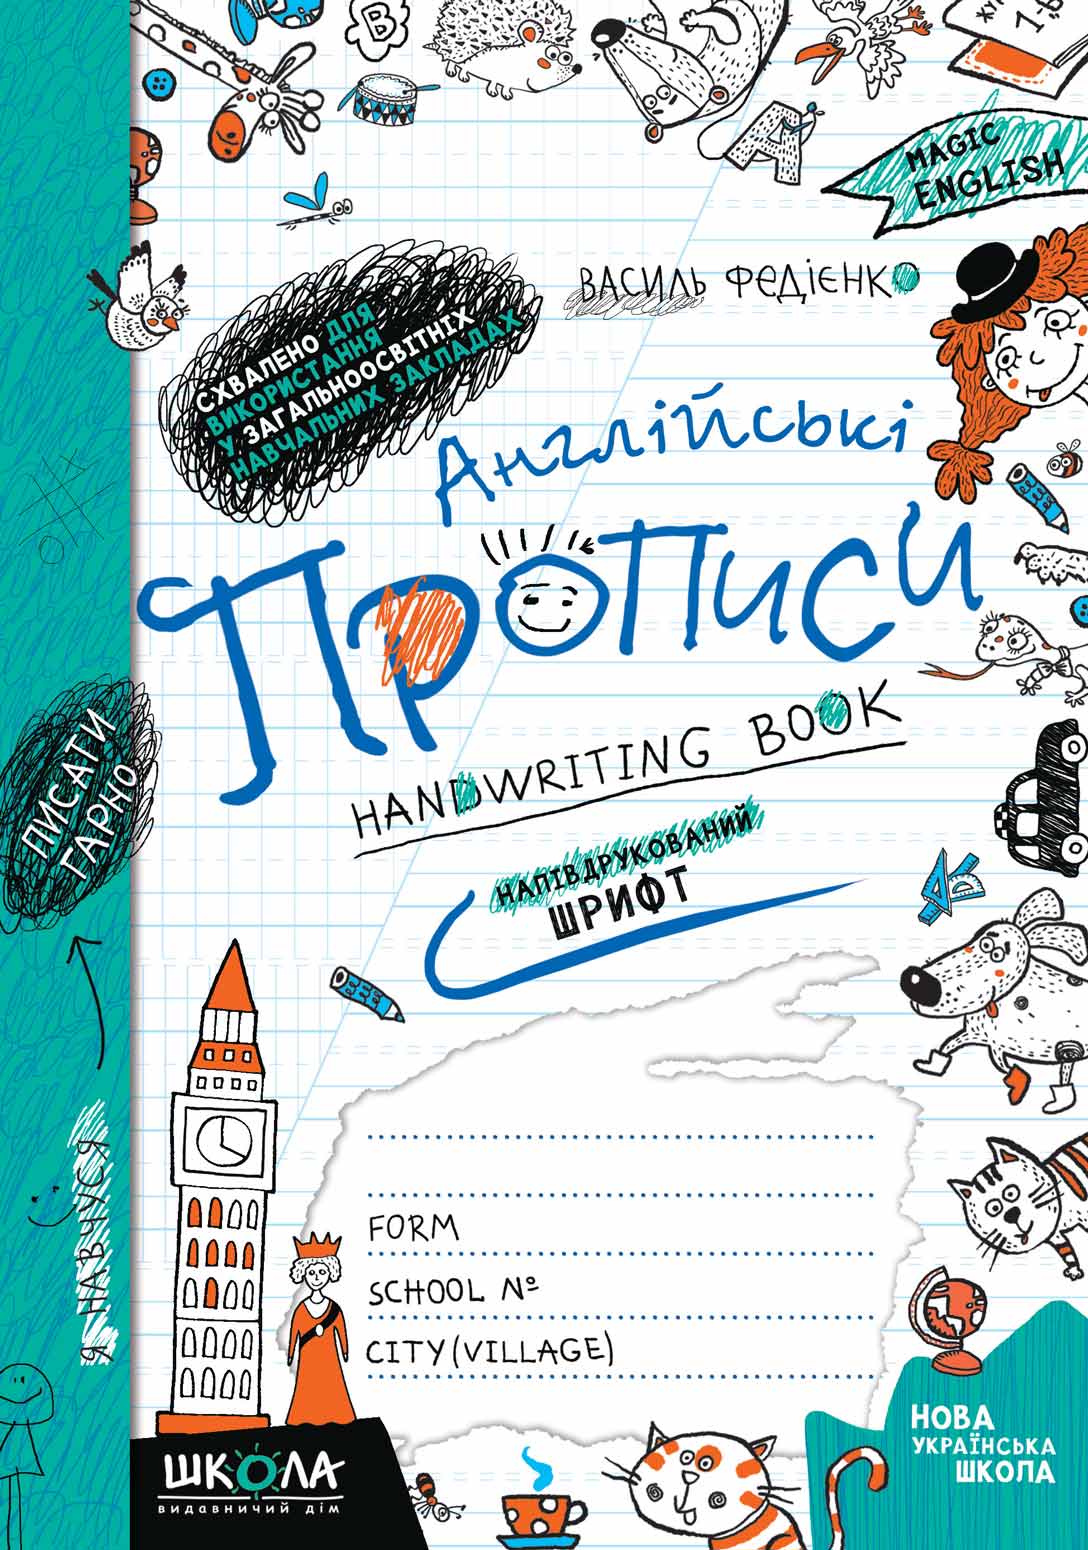 B
A
1-B
MAGIC
ENGLISH
ВАСИЛЬ ФЕДІЄНКО
СХВАЛЕНО ДЛЯ
ВИКОРИСТАННЯ
У ЗАГАЛЬНООСВІТНІХ
НАВЧАЛЬНИХ ЗАКЛАДАХ
Англійські
Прописи
HANDWRITING BOOK
НАПІВДРУКОВАНИЙ
ШРИФТ
Я НАВЧУСЯ
ПИСАТИ
ГАРНО
FORM
SCHOOL №
CITY (VILLAGE)
ШКОЛА
видавничий дім
НОВА
УКРАЇНСЬКА
ШКОЛА